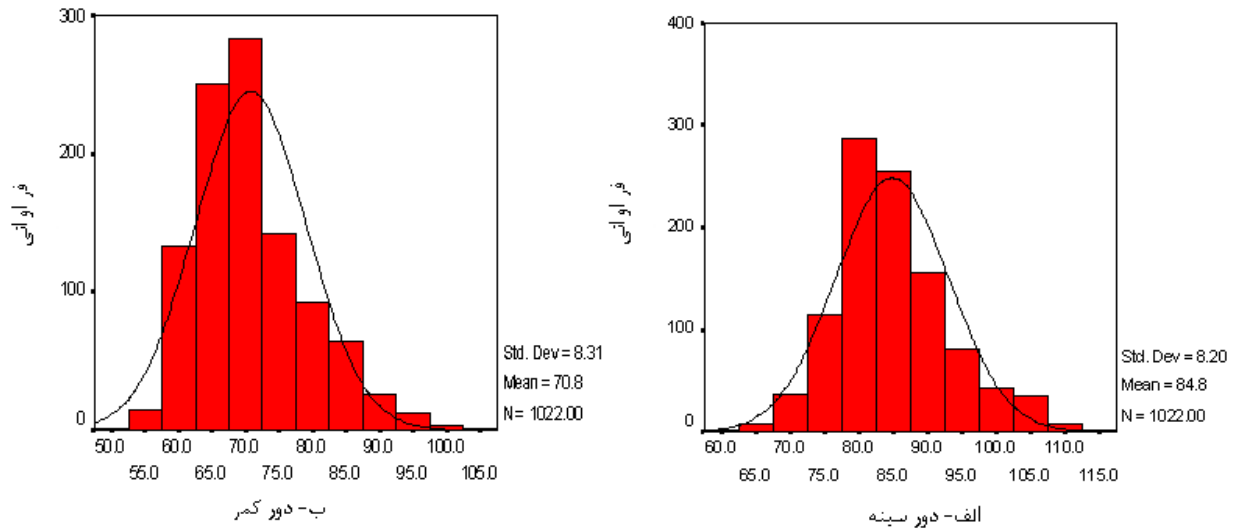 300
200
100
0
فراوانی
50.0 60.0 70.0 80.0 90.0 100.0
55.0 65.0 75.0 85.0 95.0 105.0
Std. Dev = 8.31
Mean = 70.8
N = 1022.00
ب- دور کمر
400
300
200
100
0
فراوانی
60.0 70.0 80.0 90.0 100.0 110.0
65.0 75.0 85.0 95.0 105.0 115.0
Std. Dev = 8.20
Mean = 84.8
N = 1022.00
الف- دور سینه